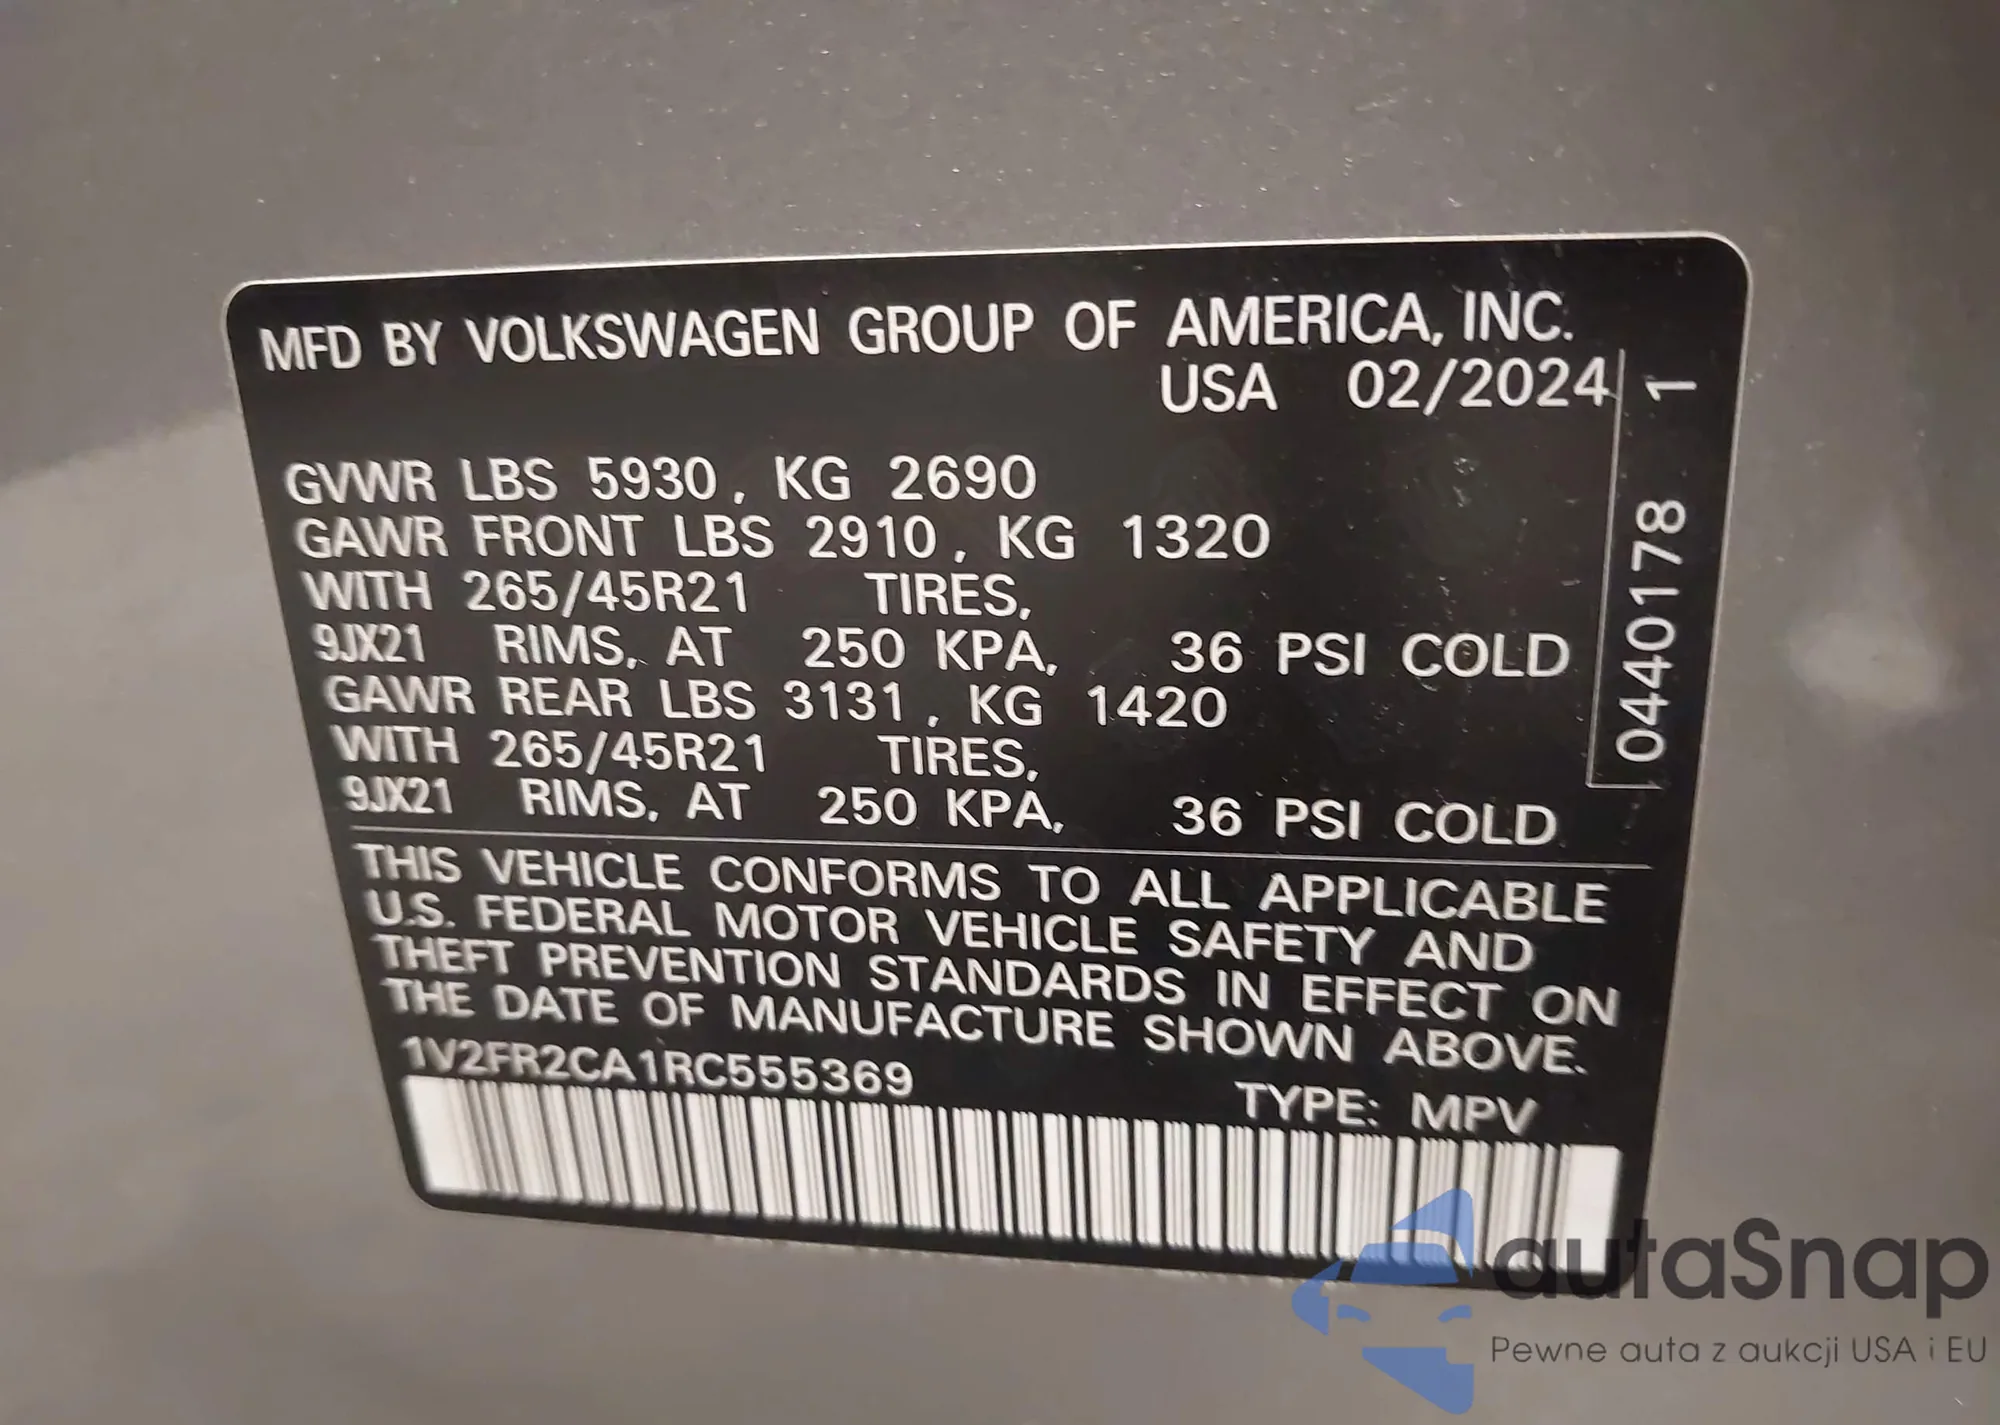 MFD BY VOLKSWAGEN GROUP OF AMERICA, INC.
USA 02/2024
GVWR LBS 5930, KG 2690
GAWR FRONT LBS 2910, KG 1320
WITH 265/45R21 TIRES,
9JX21 RIMS, AT 250 KPA, 36 PSI COLD
GAWR REAR LBS 3131, KG 1420
WITH 265/45R21 TIRES,
9JX21 RIMS, AT 250 KPA, 36 PSI COLD
THIS VEHICLE CONFORMS TO ALL APPLICABLE
U.S. FEDERAL MOTOR VEHICLE SAFETY AND
THEFT PREVENTION STANDARDS IN EFFECT ON
THE DATE OF MANUFACTURE SHOWN ABOVE.
1V2FR2CA1RC555369
TYPE: MPV
0440178 1
autaSnap
Pewne auta z aukcji USA i EU